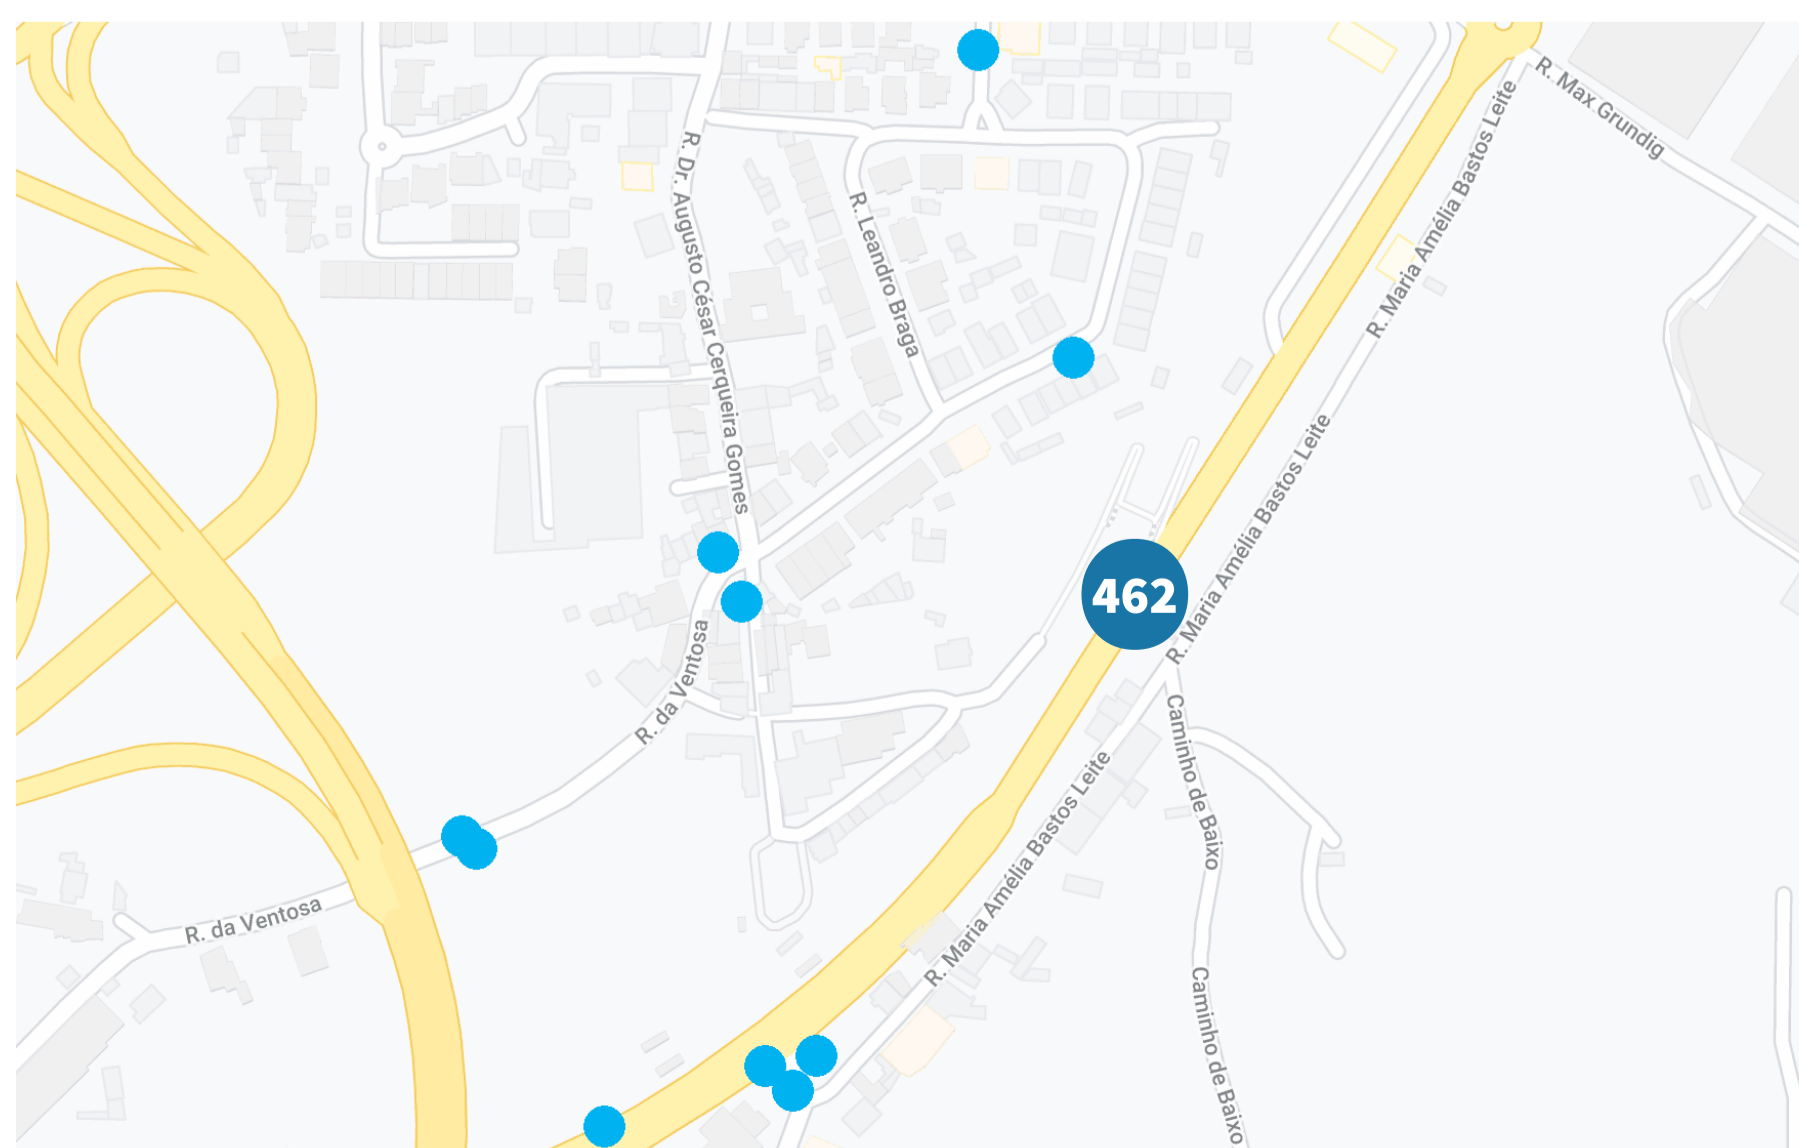 R. Max Grundig
R. Maria Amélia Bastos Leite
R. Dr. Augusto César Cerqueira Gomes
R. Leandro Braga
R. Maria Amélia Bastos Leite
R. Maria Amélia Bastos Leite
462
R. da Ventosa
Caminho de Baixo
R. Maria Amélia Bastos Leite
R. da Ventosa
Caminho de Baixo